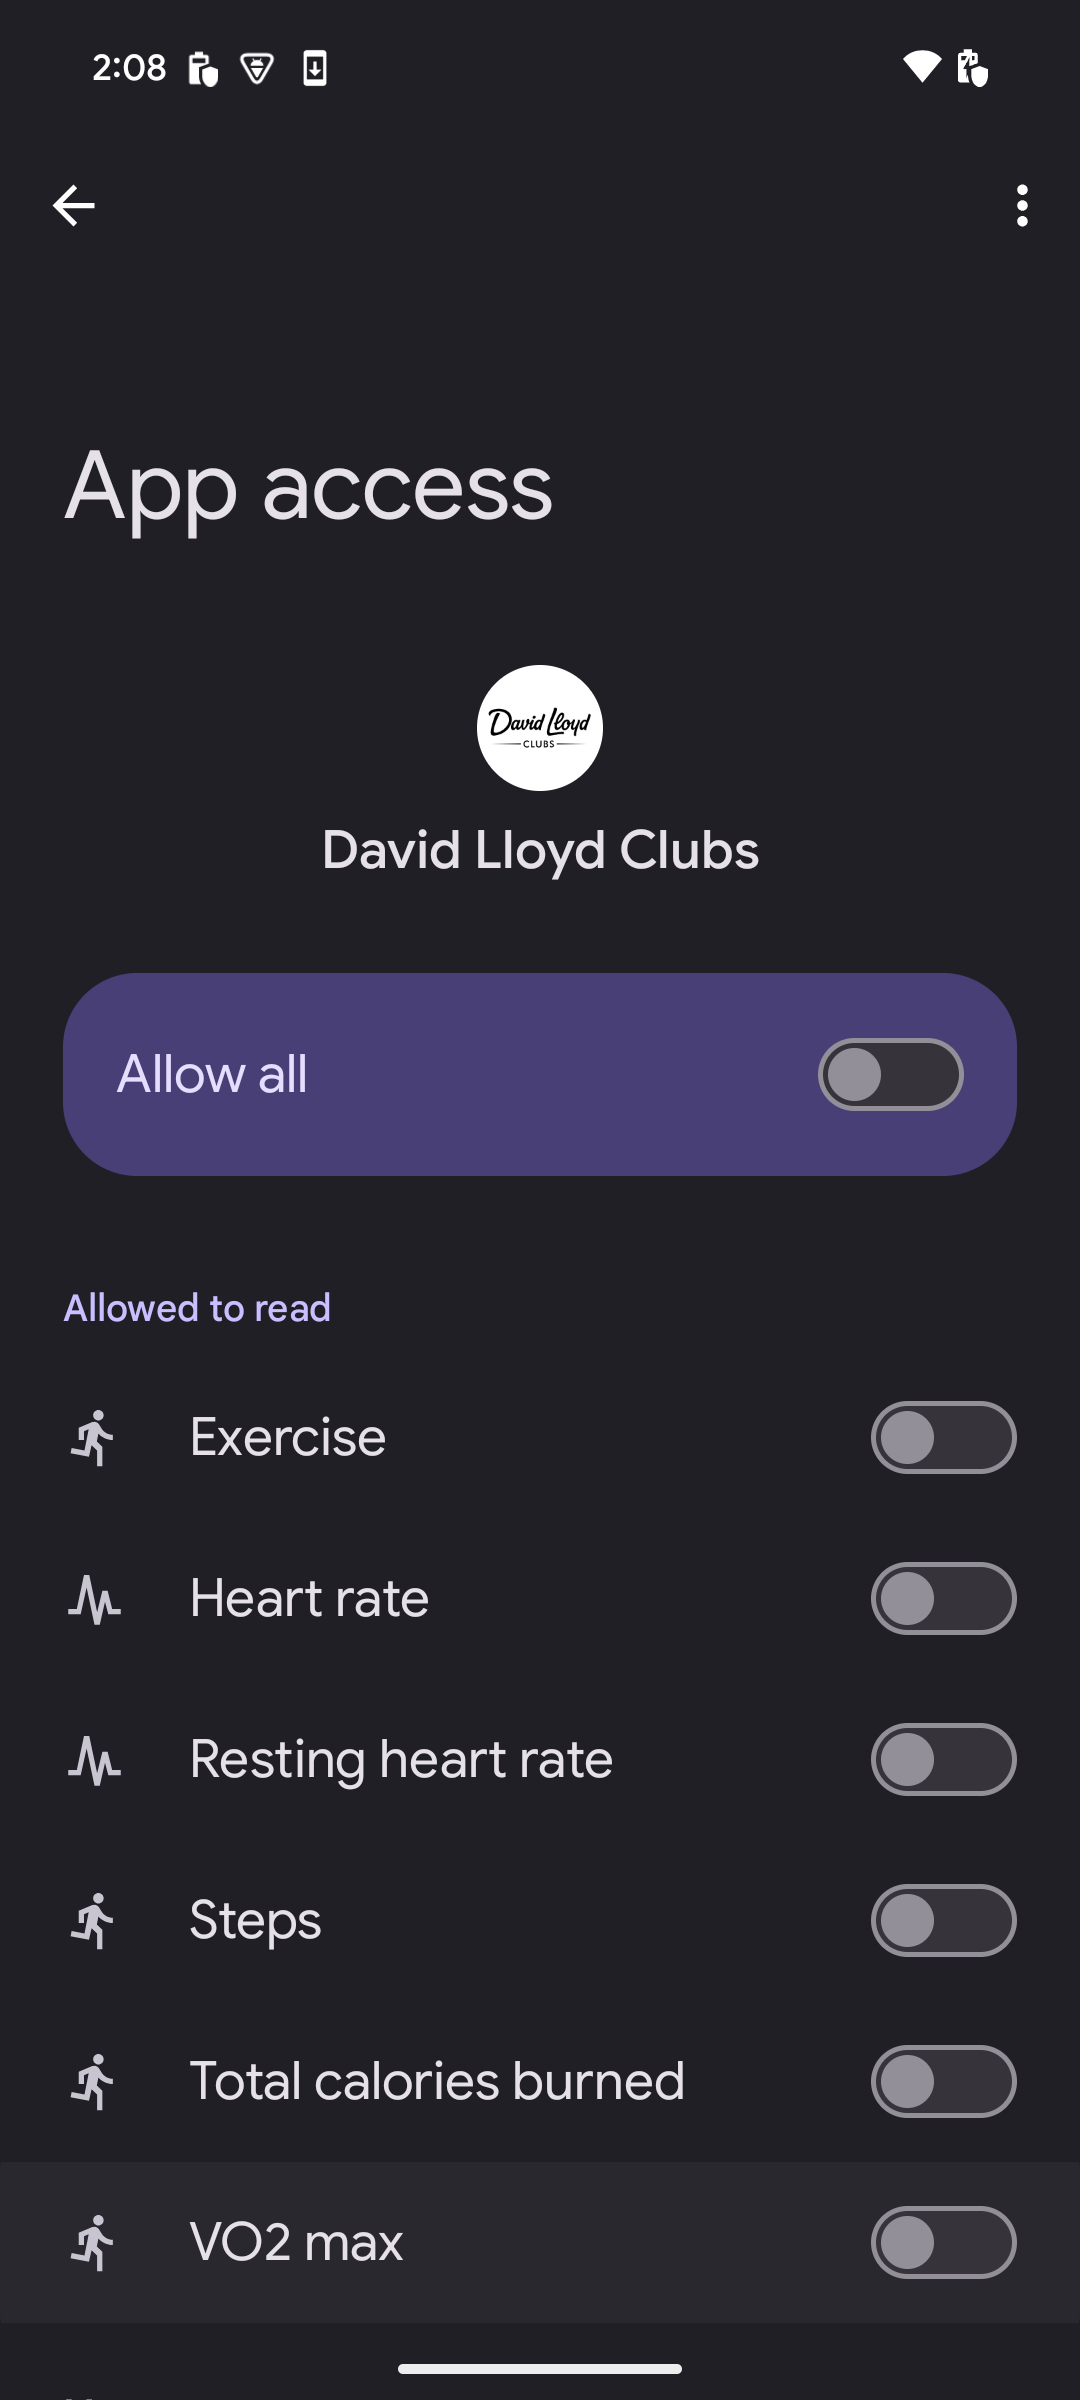 2:08
App access
David Lloyd
CLUBS
David Lloyd Clubs
Allow all
Allowed to read
Exercise
Heart rate
Resting heart rate
Steps
Total calories burned
VO2 max